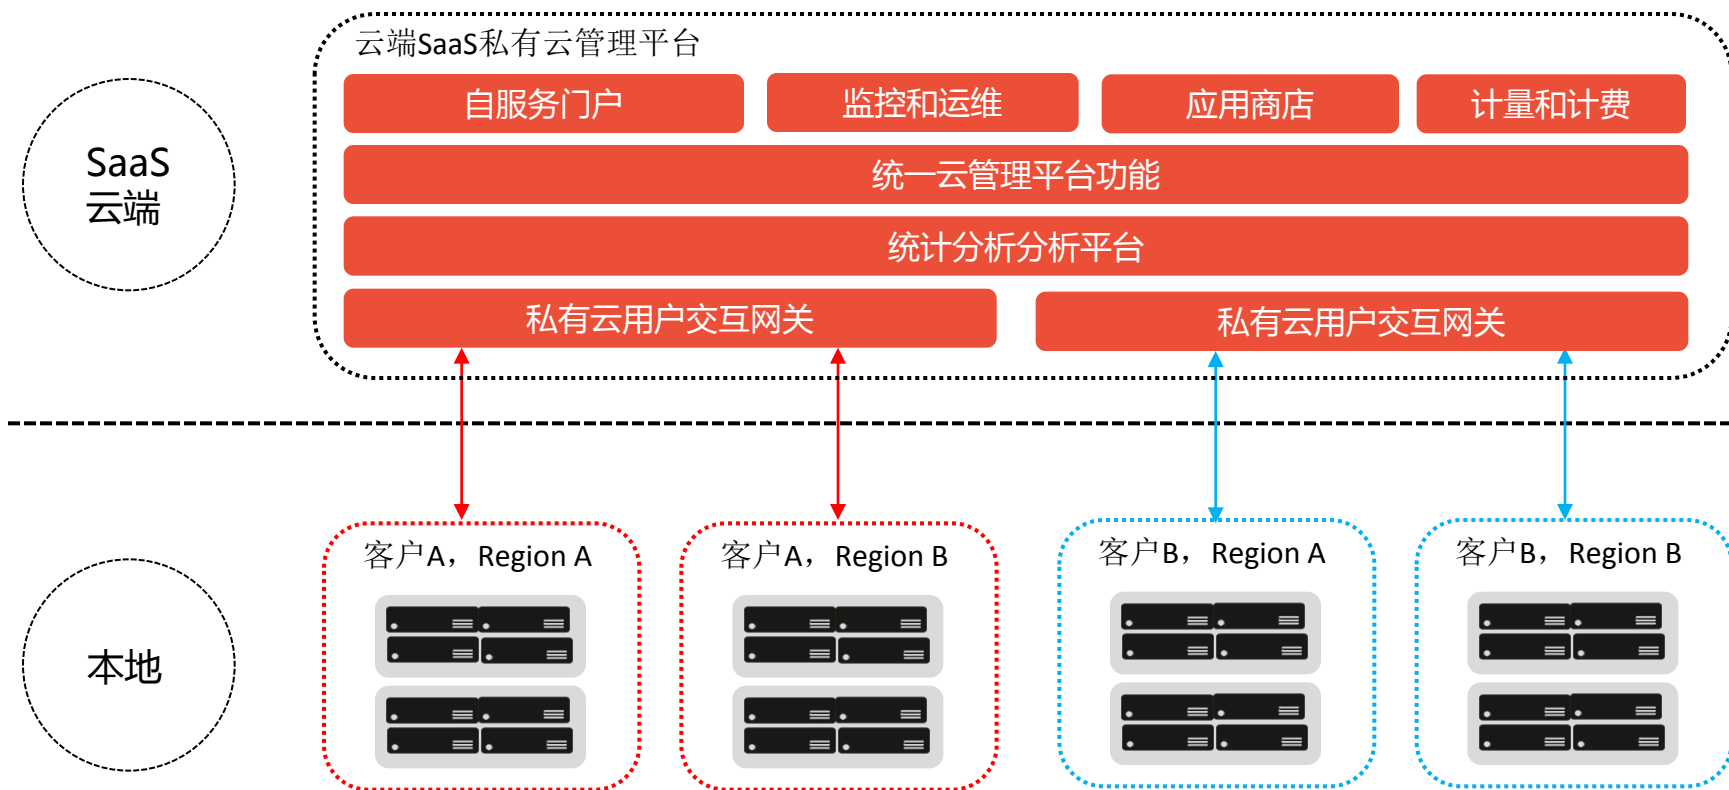 云端SaaS私有云管理平台
自服务门户
监控和运维
应用商店
计量和计费
SaaS
云端
统一云管理平台功能
统计分析分析平台
私有云用户交互网关
私有云用户交互网关
客户A，Region A
客户A，Region B
客户B，Region A
客户B，Region B
本地